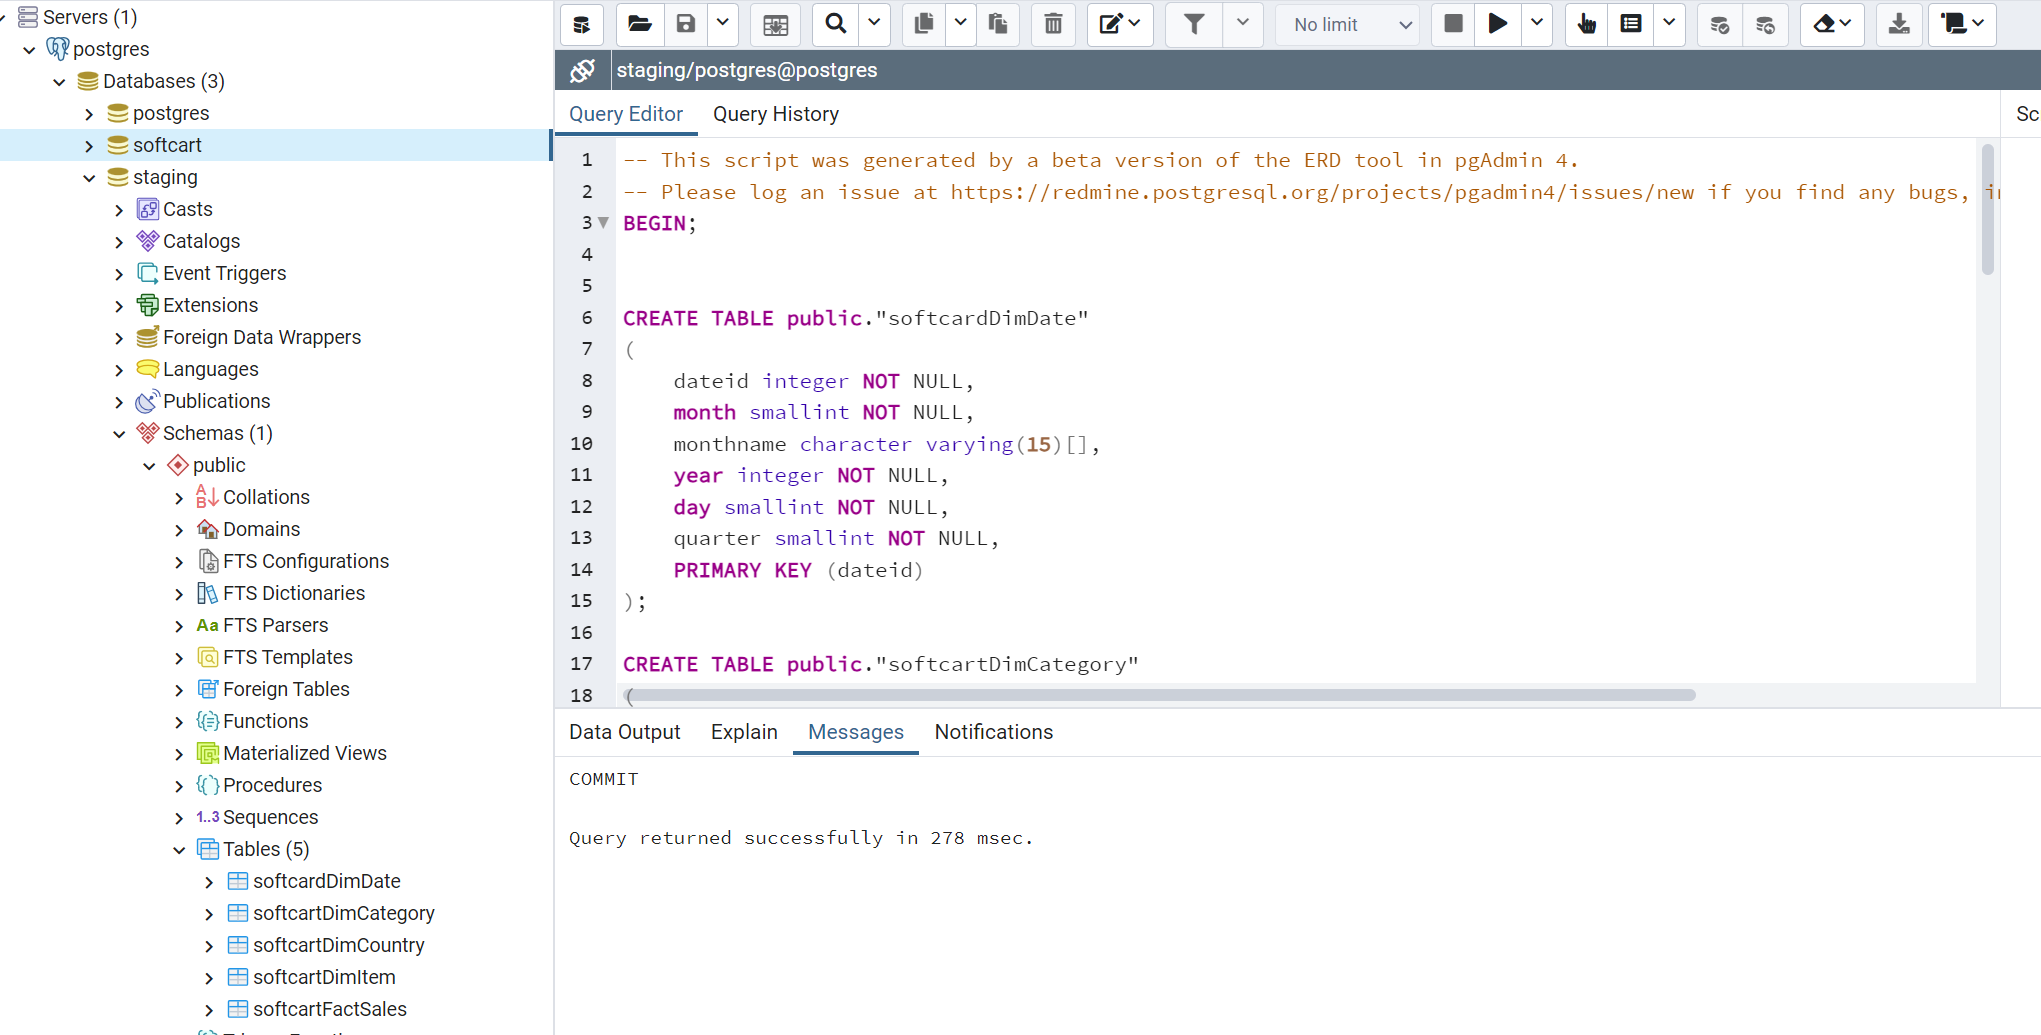 Servers (1)
postgres
Databases (3)
postgres
softcart
staging
Casts
Catalogs
Event Triggers
Extensions
Foreign Data Wrappers
Languages
Publications
Schemas (1)
public
Collations
Domains
FTS Configurations
FTS Dictionaries
Aa FTS Parsers
FTS Templates
Foreign Tables
Functions
Materialized Views
Procedures
1..3 Sequences
Tables (5)
softcardDimDate
softcartDimCategory
softcartDimCountry
softcartDimItem
softcartFactSales
No limit
staging/postgres@postgres
Query Editor Query History
Sc
1 -- This script was generated by a beta version of the ERD tool in pgAdmin 4.
2 -- Please log an issue at https://redmine.postgresql.org/projects/pgadmin4/issues/new if you find any bugs,
3 BEGIN;
4
5
6 CREATE TABLE public."softcardDimDate"
7 (
8 dateid integer NOT NULL,
9 month smallint NOT NULL,
10 monthname character varying(15)[],
11 year integer NOT NULL,
12 day smallint NOT NULL,
13 quarter smallint NOT NULL,
14 PRIMARY KEY (dateid)
15 );
16
17 CREATE TABLE public."softcartDimCategory"
18 (
Data Output Explain Messages Notifications
COMMIT
Query returned successfully in 278 msec.